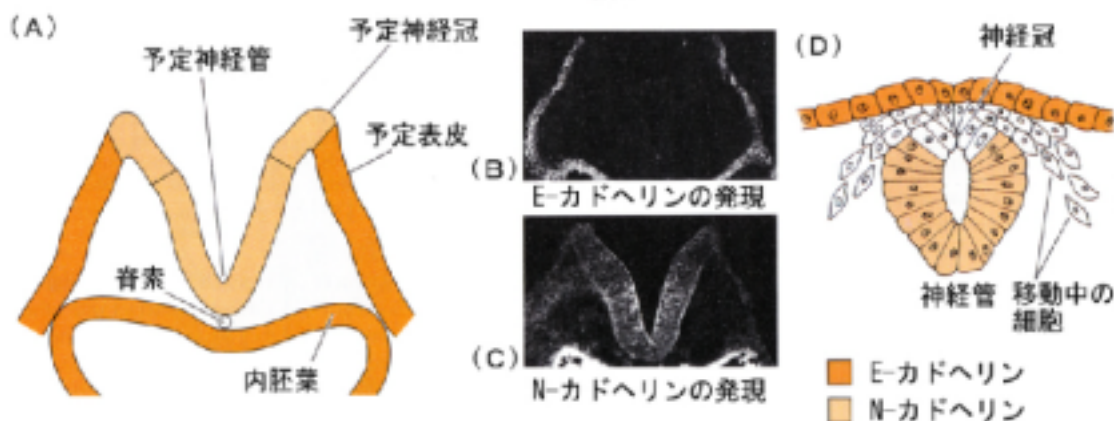 (A)
予定神経管
予定神経冠
予定表皮
脊索
内胚葉
(B)
E-カドヘリンの発現
(C)
N-カドヘリンの発現
(D)
神経冠
神経管
移動中の
細胞
E-カドヘリン
N-カドヘリン